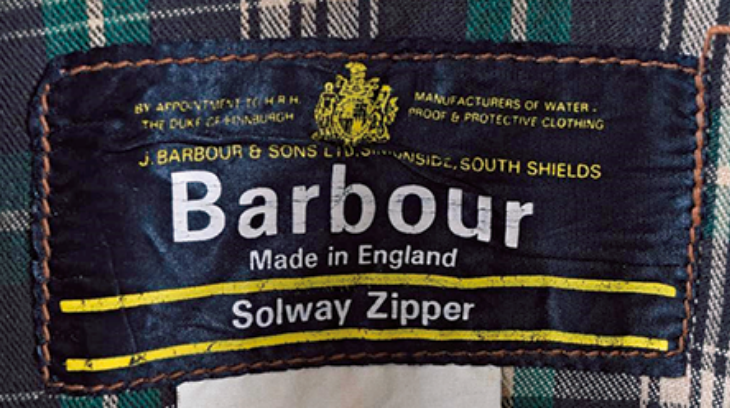 BY APPOINTMENT TO H.R.H.
THE DUKE OF EDINBURGH
MANUFACTURERS OF WATER-
PROOF & PROTECTIVE CLOTHING
J. BARBOUR & SONS LTD. SIMONSIDE, SOUTH SHIELDS
Barbour
Made in England
Solway Zipper